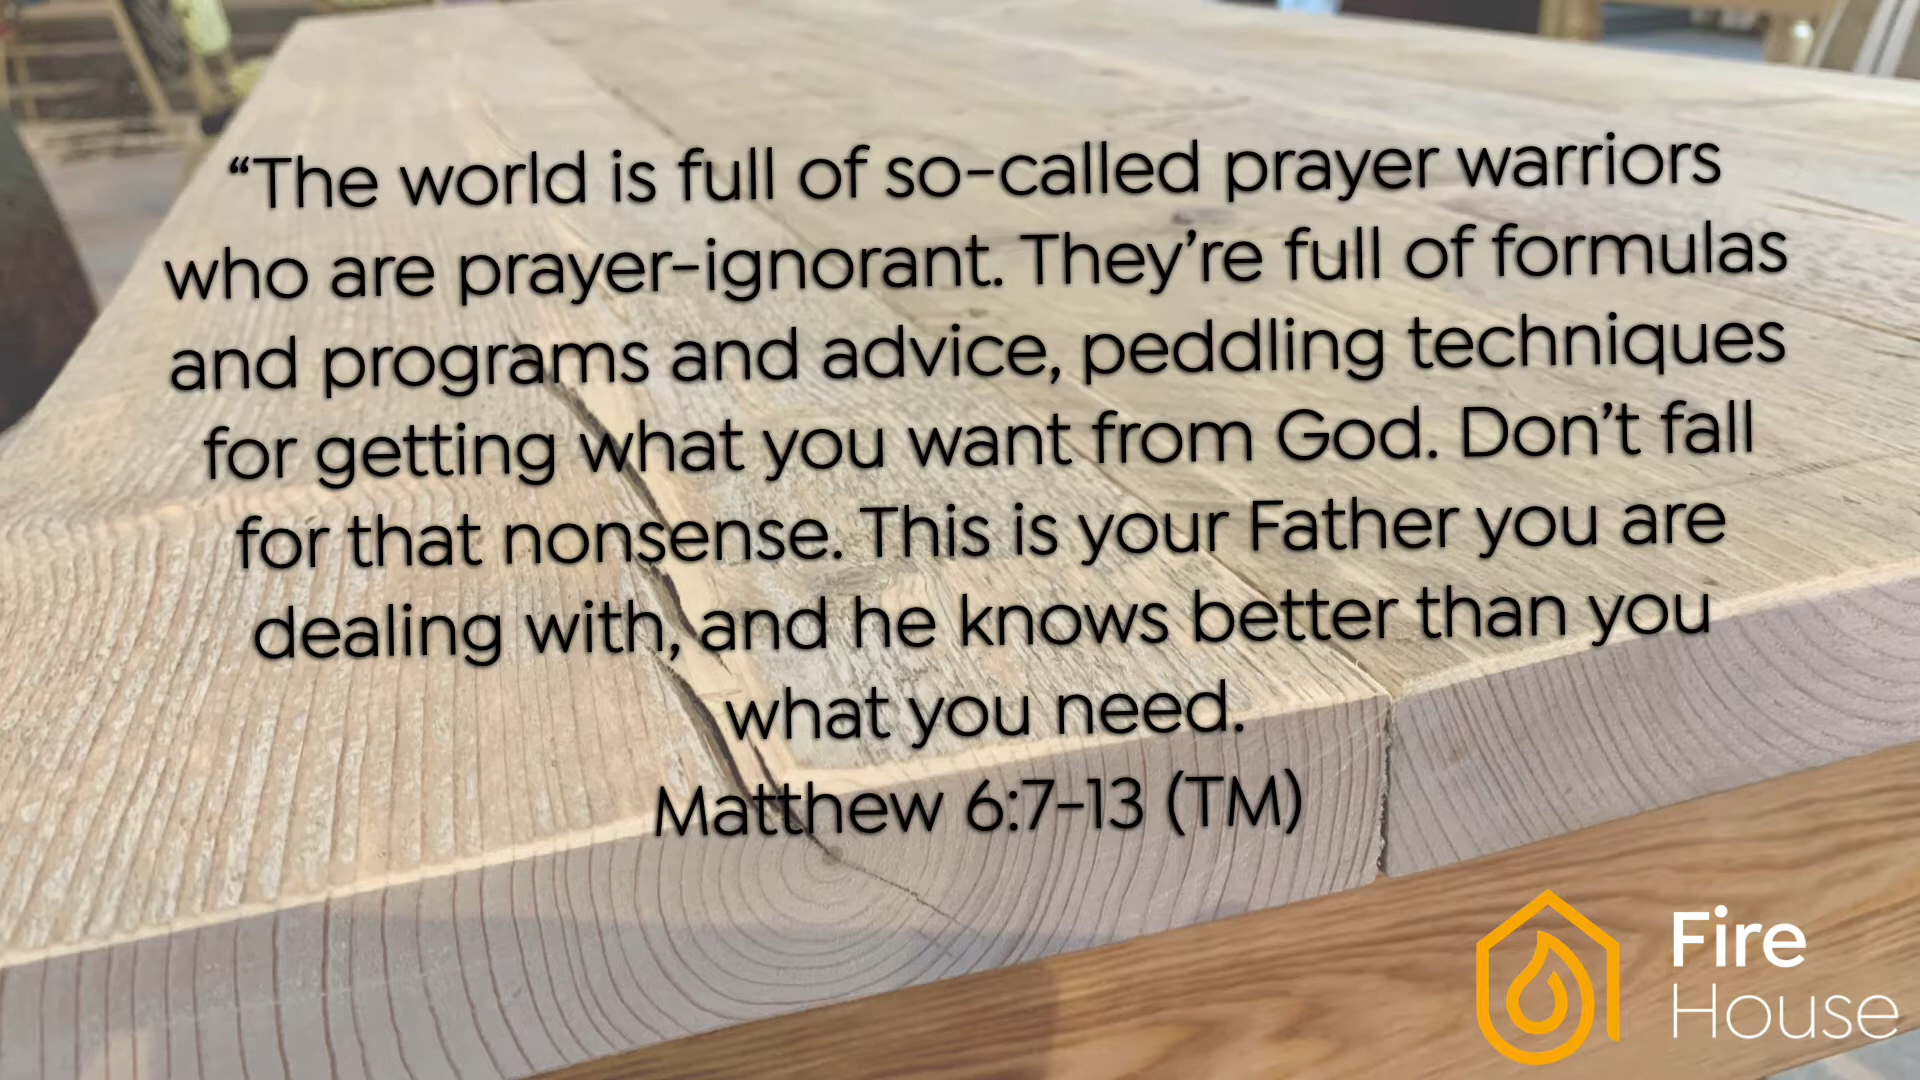 “The world is full of so-called prayer warriors
who are prayer-ignorant. They’re full of formulas
and programs and advice, peddling techniques
for getting what you want from God. Don’t fall
for that nonsense. This is your Father you are
dealing with, and he knows better than you
what you need.
Matthew 6:7-13 (TM)
Fire
House